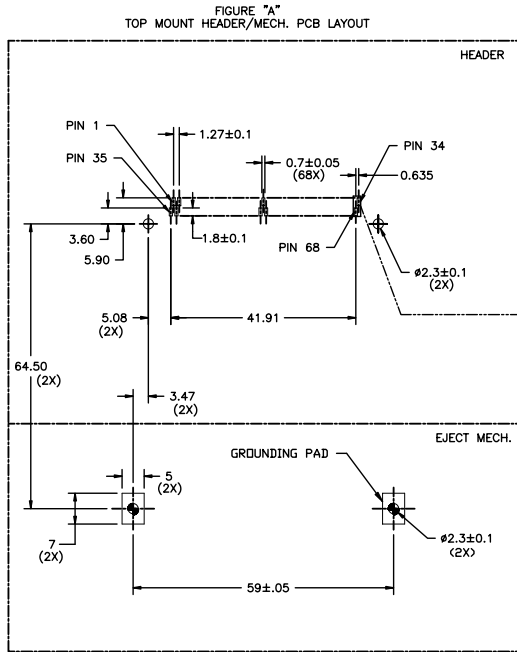 FIGURE "A"
TOP MOUNT HEADER/MECH. PCB LAYOUT
HEADER
PIN 1
1.27±0.1
PIN 35
0.7±0.05
(68X)
PIN 34
0.635
3.60
1.8±0.1
PIN 68
5.90
ø2.3±0.1
(2X)
5.08
(2X)
41.91
64.50
(2X)
3.47
(2X)
EJECT MECH.
GROUNDING PAD
5
(2X)
7
(2X)
ø2.3±0.1
(2X)
59±.05